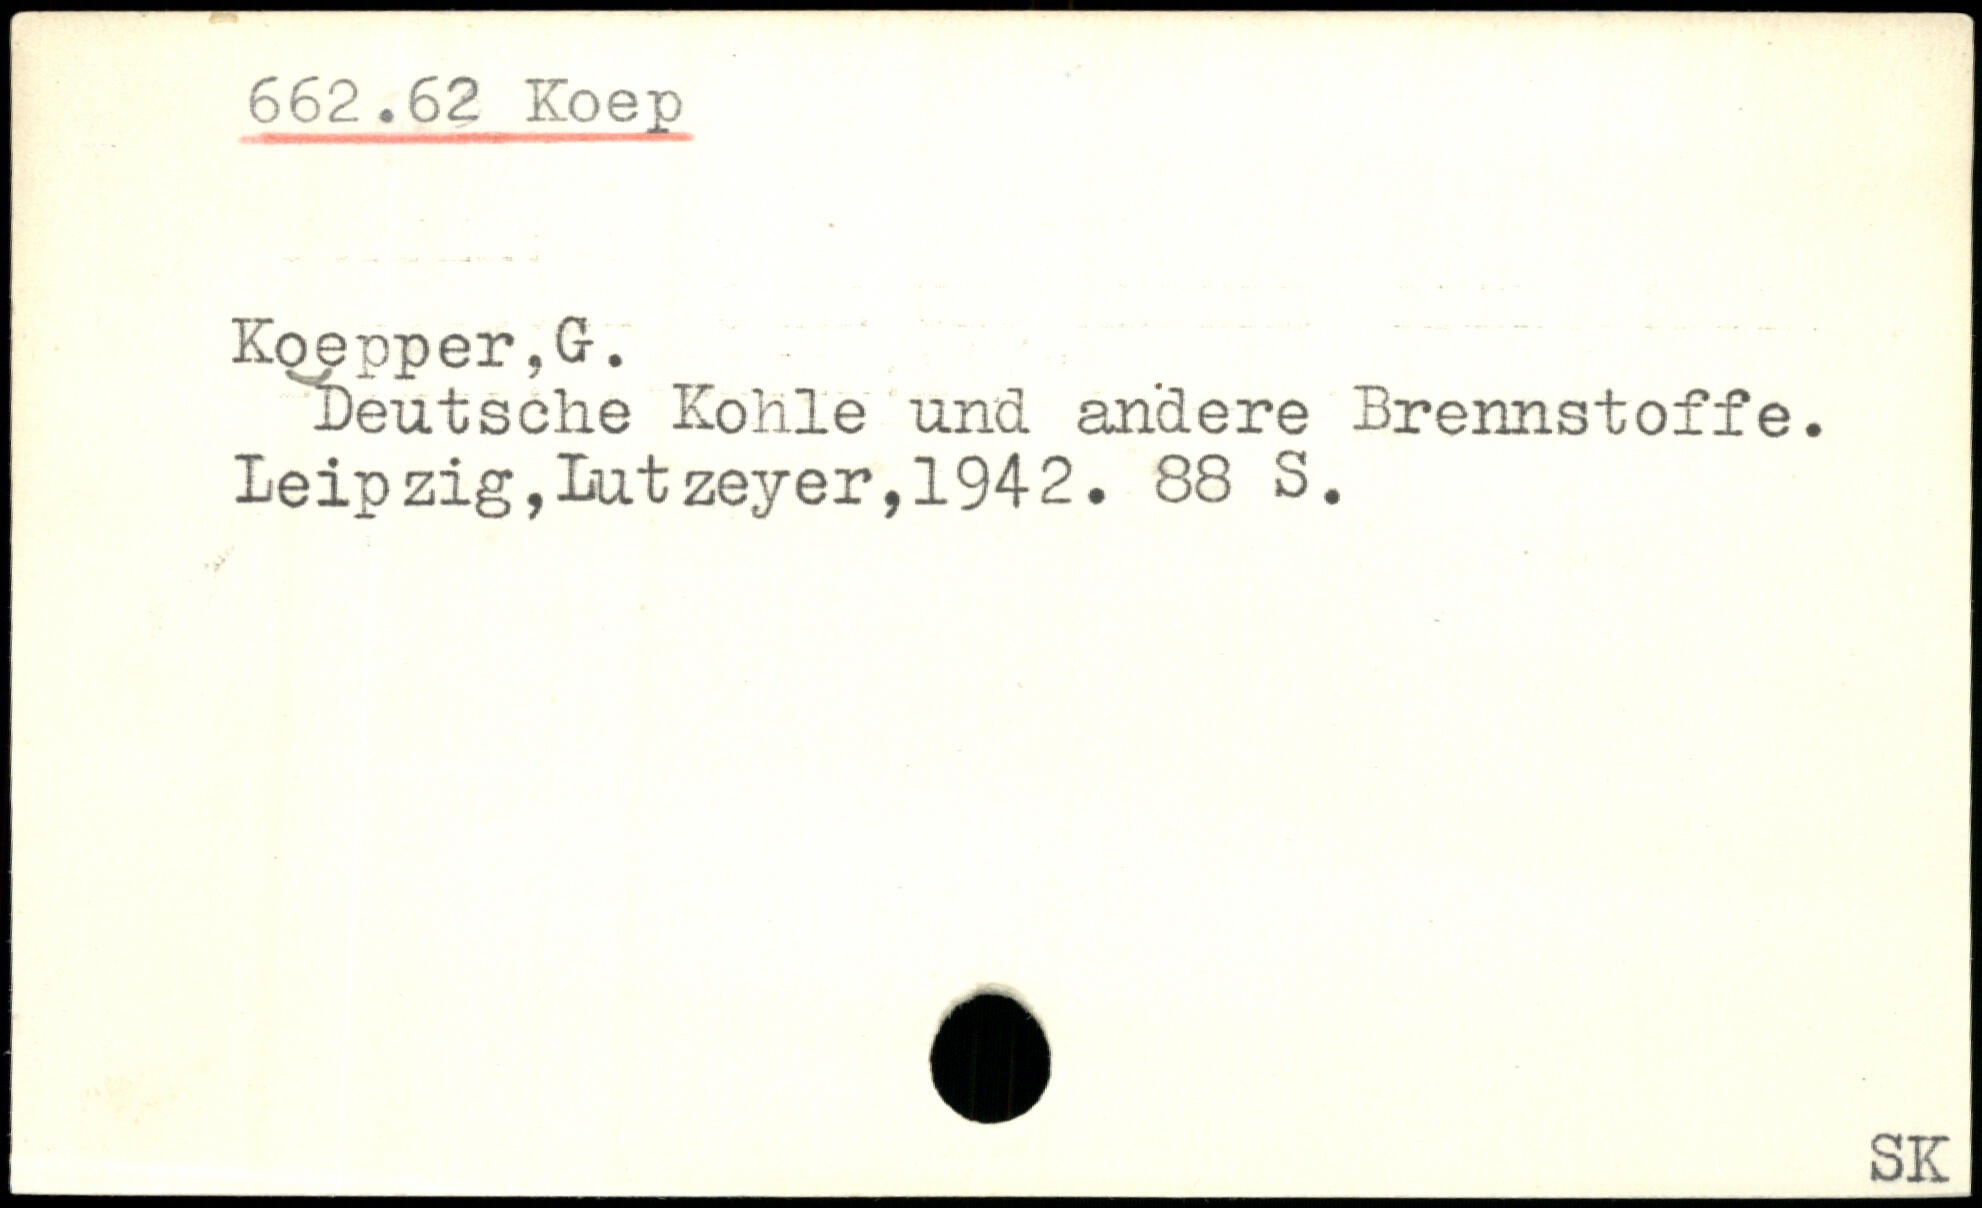 662.62 Koep
Koepper,G.
Deutsche Kohle und andere Brennstoffe.
Leipzig,Lutzeyer,1942. 88 S.
SK